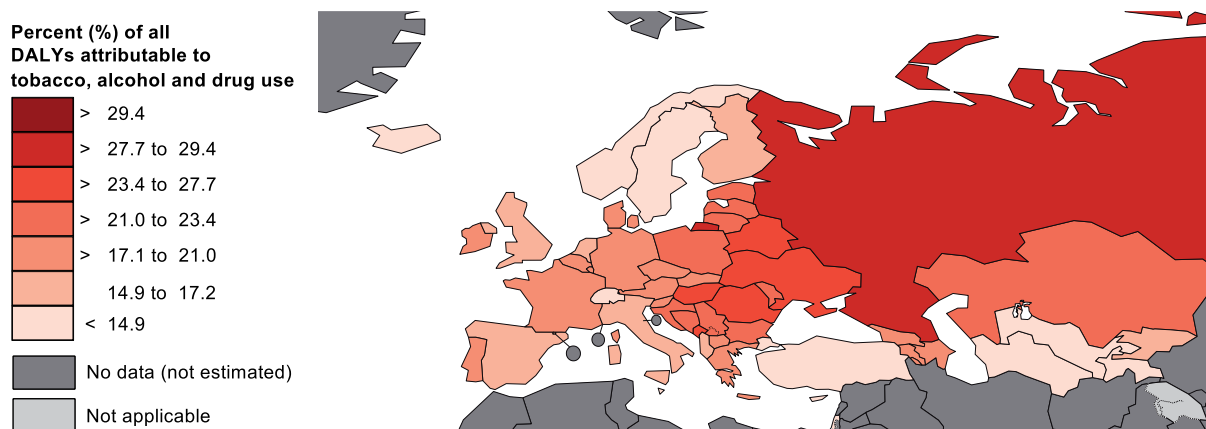 Percent (%) of all
DALYs attributable to
tobacco, alcohol and drug use
> 29.4
> 27.7 to 29.4
> 23.4 to 27.7
> 21.0 to 23.4
> 17.1 to 21.0
14.9 to 17.2
< 14.9
No data (not estimated)
Not applicable